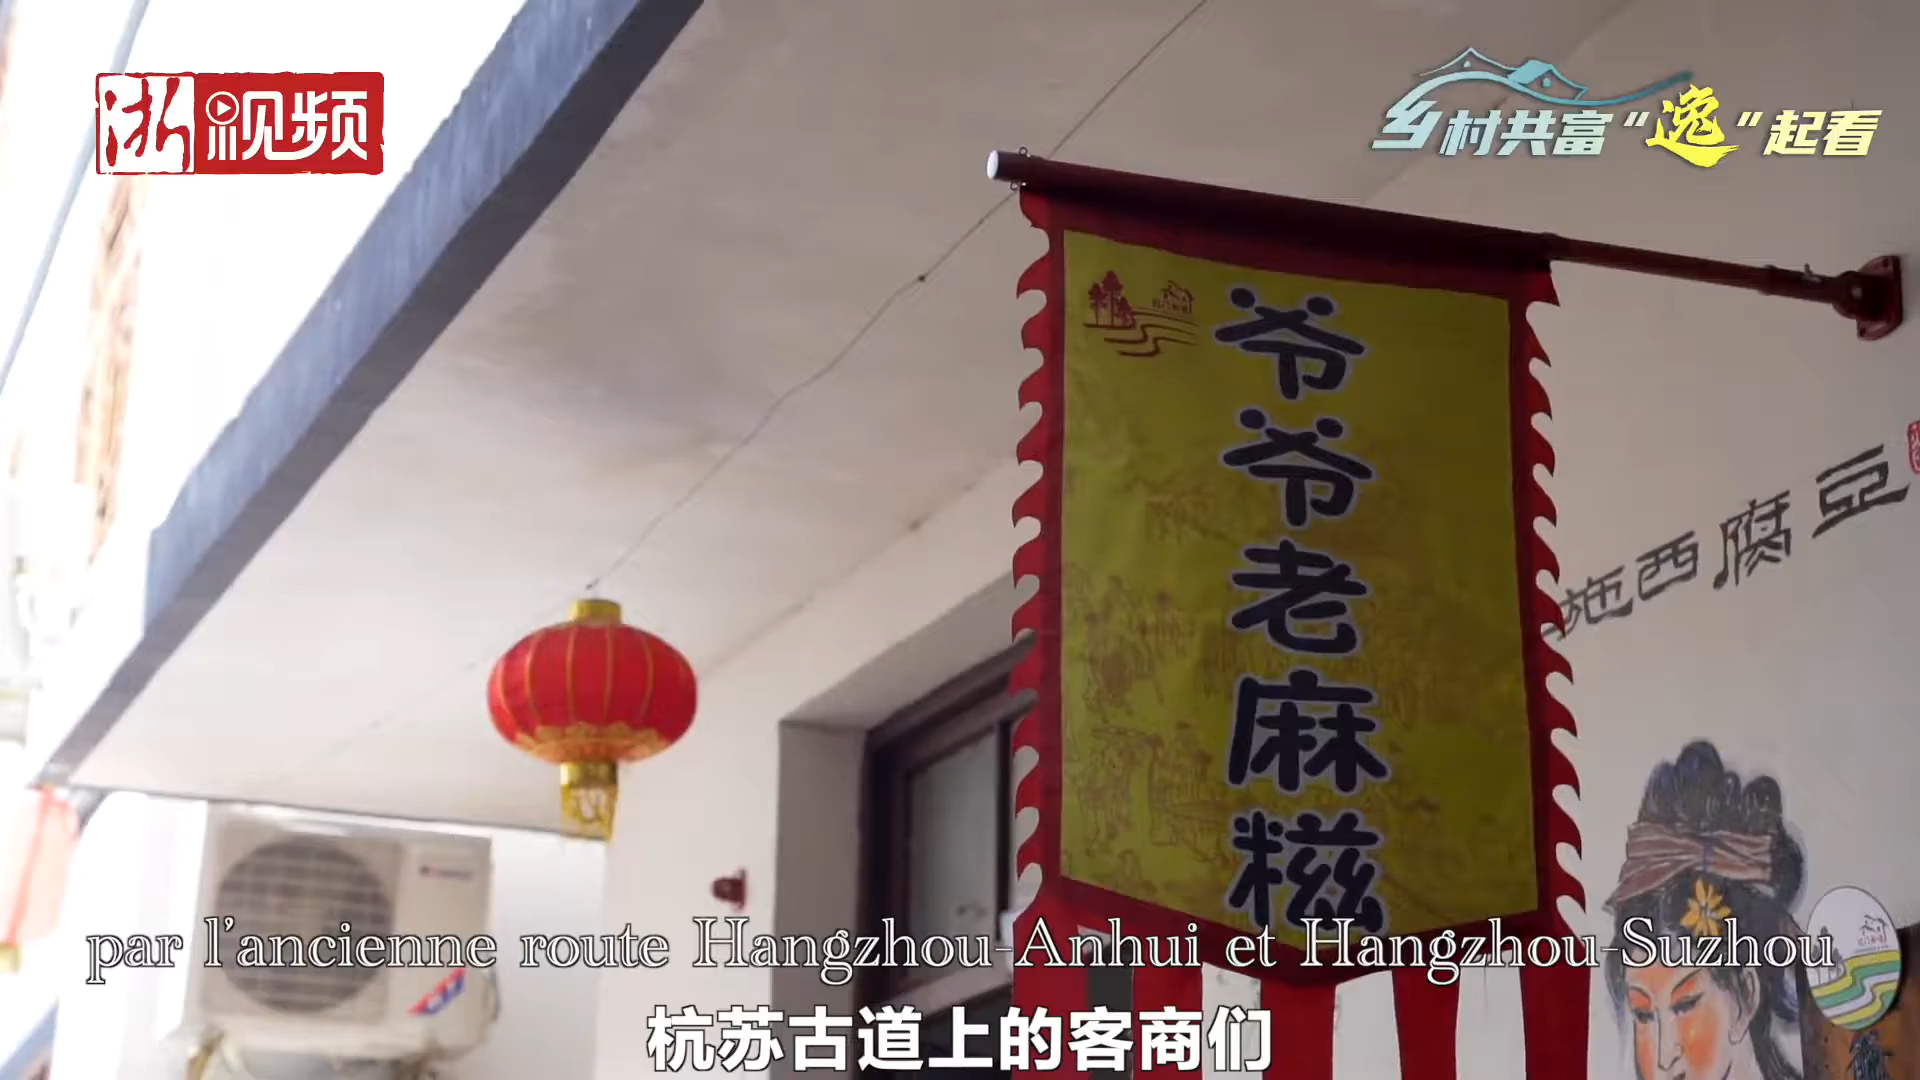 浙视频
乡村共富“逸”起看
爷爷老麻糍
施西腐豆
par l'ancienne route Hangzhou-Anhui et Hangzhou-Suzhou
杭苏古道上的客商们